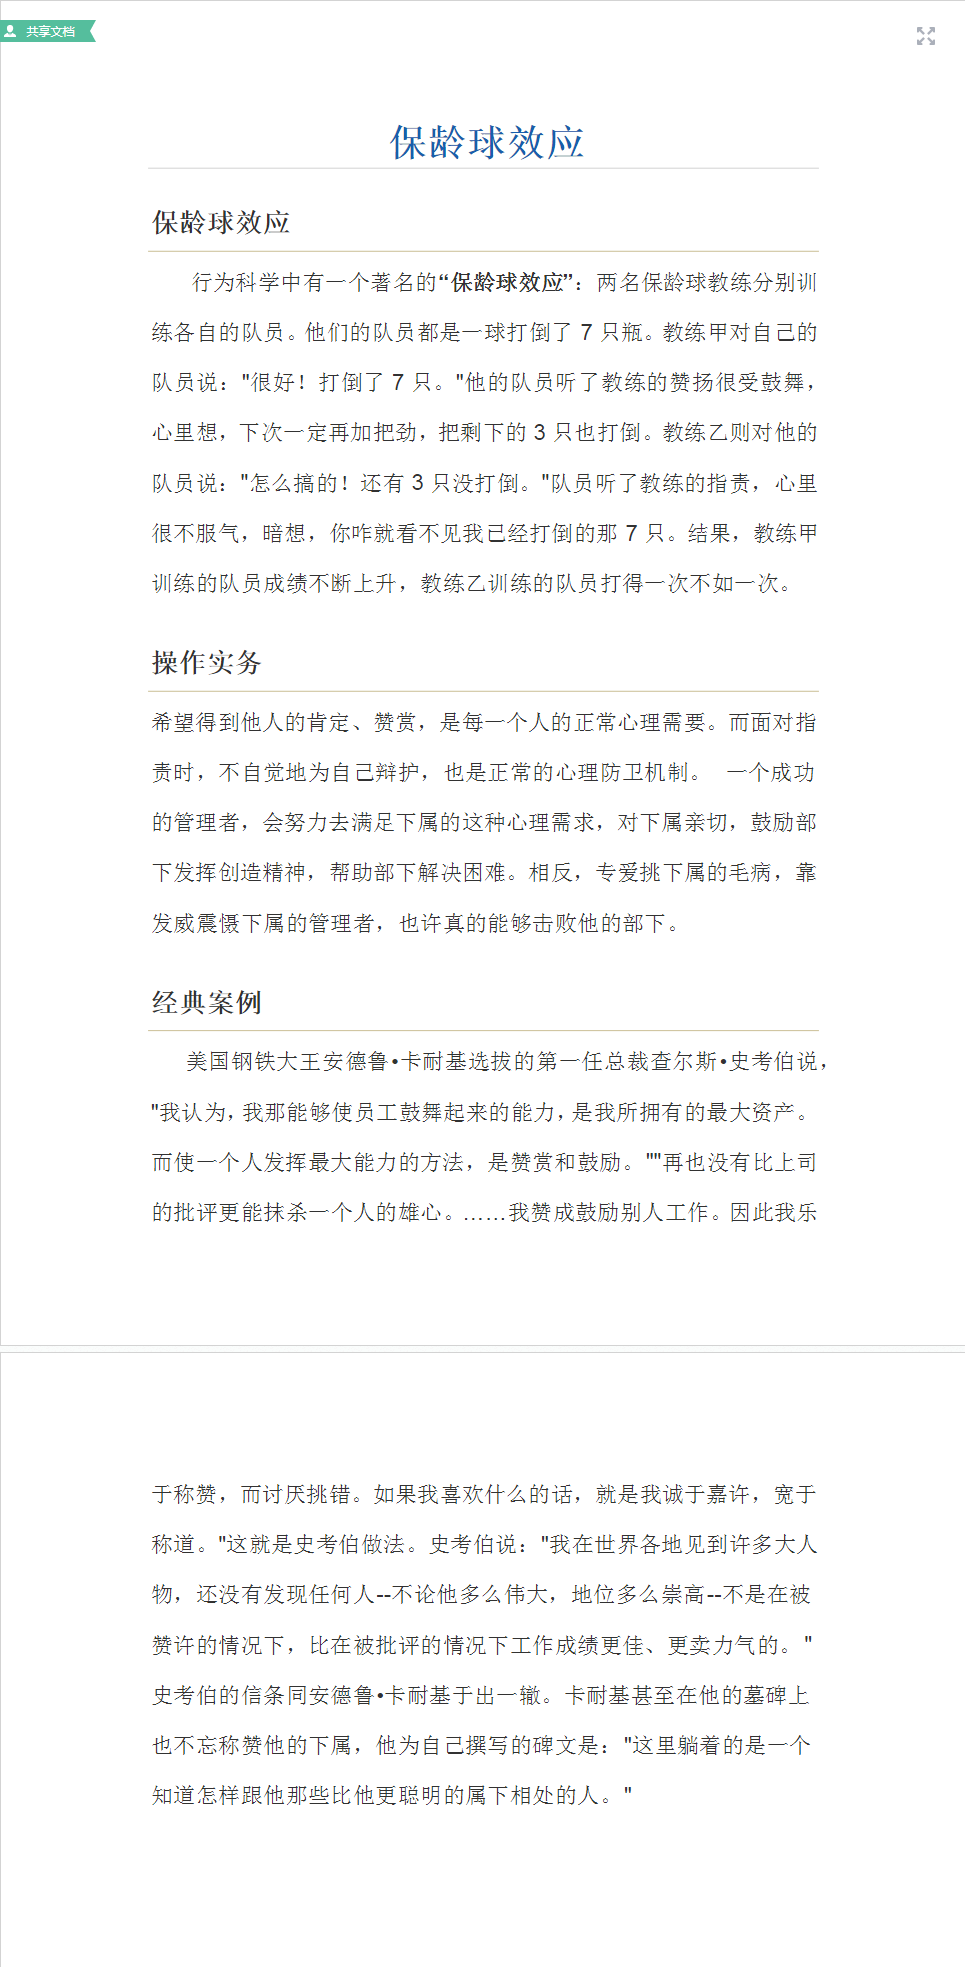 共享文档
保龄球效应
保龄球效应
行为科学中有一个著名的“保龄球效应”：两名保龄球教练分别训
练各自的队员。他们的队员都是一球打倒了 7 只瓶。教练甲对自己的
队员说："很好！打倒了 7 只。"他的队员听了教练的赞扬很受鼓舞，
心里想，下次一定再加把劲，把剩下的 3 只也打倒。教练乙则对他的
队员说："怎么搞的！还有 3 只没打倒。"队员听了教练的指责，心里
很不服气，暗想，你咋就看不见我已经打倒的那 7 只。结果，教练甲
训练的队员成绩不断上升，教练乙训练的队员打得一次不如一次。
操作实务
希望得到他人的肯定、赞赏，是每一个人的正常心理需要。而面对指
责时，不自觉地为自己辩护，也是正常的心理防卫机制。 一个成功
的管理者，会努力去满足下属的这种心理需求，对下属亲切，鼓励部
下发挥创造精神，帮助部下解决困难。相反，专爱挑下属的毛病，靠
发威震慑下属的管理者，也许真的能够击败他的部下。
经典案例
美国钢铁大王安德鲁•卡耐基选拔的第一任总裁查尔斯•史考伯说，
"我认为，我那能够使员工鼓舞起来的能力，是我所拥有的最大资产。
而使一个人发挥最大能力的方法，是赞赏和鼓励。""再也没有比上司
的批评更能抹杀一个人的雄心。……我赞成鼓励别人工作。因此我乐
于称赞，而讨厌挑错。如果我喜欢什么的话，就是我诚于嘉许，宽于
称道。"这就是史考伯做法。史考伯说："我在世界各地见到许多大人
物，还没有发现任何人--不论他多么伟大，地位多么崇高--不是在被
赞许的情况下，比在被批评的情况下工作成绩更佳、更卖力气的。"
史考伯的信条同安德鲁•卡耐基于出一辙。卡耐基甚至在他的墓碑上
也不忘称赞他的下属，他为自己撰写的碑文是："这里躺着的是一个
知道怎样跟他那些比他更聪明的属下相处的人。"